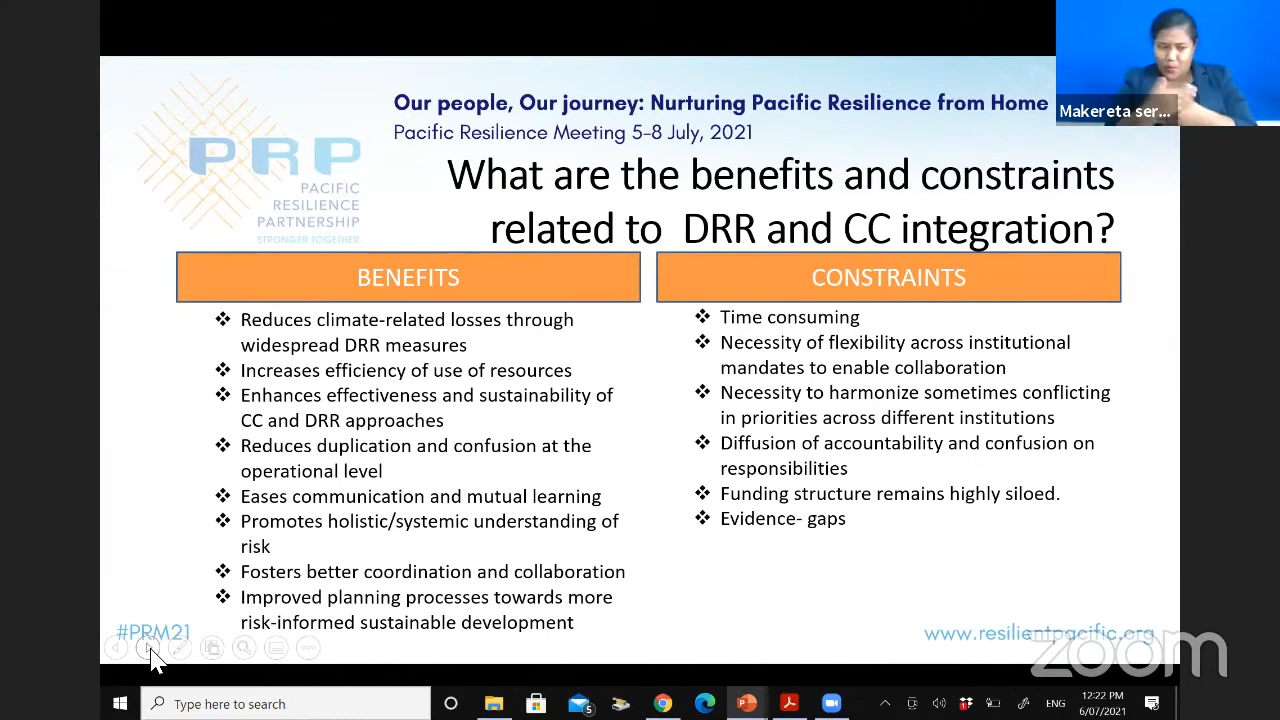 Our people, Our journey: Nurturing Pacific Resilience from Home
Pacific Resilience Meeting 5-8 July, 2021
Makereta ser...
PRP
PACIFIC
RESILIENCE
PARTNERSHIP
STRONGER TOGETHER
What are the benefits and constraints
related to DRR and CC integration?
BENEFITS
❖ Reduces climate-related losses through
widespread DRR measures
❖ Increases efficiency of use of resources
❖ Enhances effectiveness and sustainability of
CC and DRR approaches
❖ Reduces duplication and confusion at the
operational level
❖ Eases communication and mutual learning
❖ Promotes holistic/systemic understanding of
risk
❖ Fosters better coordination and collaboration
❖ Improved planning processes towards more
risk-informed sustainable development
CONSTRAINTS
❖ Time consuming
❖ Necessity of flexibility across institutional
mandates to enable collaboration
❖ Necessity to harmonize sometimes conflicting
in priorities across different institutions
❖ Diffusion of accountability and confusion on
responsibilities
❖ Funding structure remains highly siloed.
❖ Evidence- gaps
#PRM21
www.resilientpacific.org
zoom
Type here to search
5
ENG
12:22 PM
6/07/2021